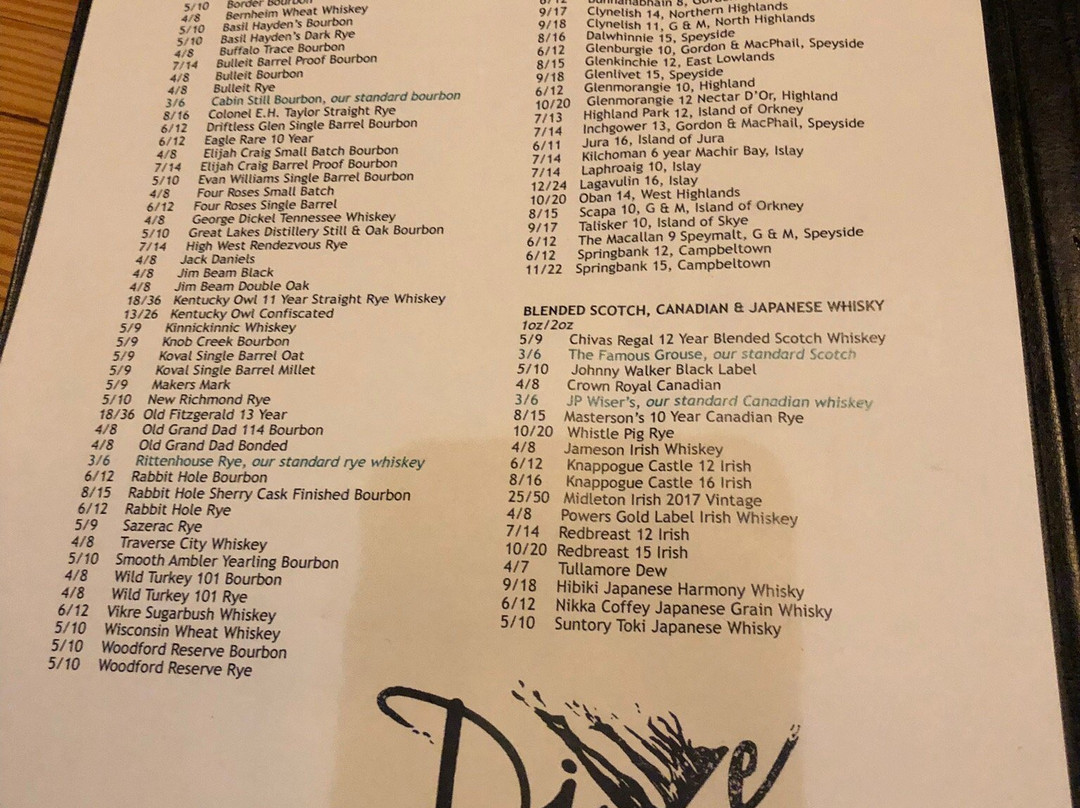 5/10 Border Bourbon
4/8 Bernheim Wheat Whiskey
5/10 Basil Hayden's Bourbon
5/10 Basil Hayden's Dark Rye
4/8 Buffalo Trace Bourbon
7/14 Bulleit Barrel Proof Bourbon
4/8 Bulleit Bourbon
4/8 Bulleit Rye
3/6 Cabin Still Bourbon, our standard bourbon
8/16 Colonel E.H. Taylor Straight Rye
6/12 Driftless Glen Single Barrel Bourbon
6/12 Eagle Rare 10 Year
4/8 Elijah Craig Small Batch Bourbon
7/14 Elijah Craig Barrel Proof Bourbon
5/10 Evan Williams Single Barrel Bourbon
4/8 Four Roses Small Batch
6/12 Four Roses Single Barrel
4/8 George Dickel Tennessee Whiskey
5/10 Great Lakes Distillery Still & Oak Bourbon
7/14 High West Rendezvous Rye
4/8 Jack Daniels
4/8 Jim Beam Black
4/8 Jim Beam Double Oak
18/36 Kentucky Owl 11 Year Straight Rye Whiskey
13/26 Kentucky Owl Confiscated
5/9 Kinnickinnic Whiskey
5/9 Knob Creek Bourbon
5/9 Koval Single Barrel Oat
5/9 Koval Single Barrel Millet
5/9 Makers Mark
5/10 New Richmond Rye
18/36 Old Fitzgerald 13 Year
4/8 Old Grand Dad 114 Bourbon
4/8 Old Grand Dad Bonded
3/6 Rittenhouse Rye, our standard rye whiskey
6/12 Rabbit Hole Bourbon
8/15 Rabbit Hole Sherry Cask Finished Bourbon
6/12 Rabbit Hole Rye
5/9 Sazerac Rye
4/8 Traverse City Whiskey
5/10 Smooth Ambler Yearling Bourbon
4/8 Wild Turkey 101 Bourbon
4/8 Wild Turkey 101 Rye
6/12 Vikre Sugarbush Whiskey
5/10 Wisconsin Wheat Whiskey
5/10 Woodford Reserve Bourbon
5/10 Woodford Reserve Rye
9/17 Clynelish 14, Northern Highlands
9/18 Clynelish 11, G & M, North Highlands
8/16 Dalwhinnie 15, Speyside
6/12 Glenburgie 10, Gordon & MacPhail, Speyside
8/15 Glenkinchie 12, East Lowlands
9/18 Glenlivet 15, Speyside
6/12 Glenmorangie 10, Highland
10/20 Glenmorangie 12 Nectar D'Or, Highland
7/13 Highland Park 12, Island of Orkney
7/14 Inchgower 13, Gordon & MacPhail, Speyside
6/11 Jura 16, Island of Jura
7/14 Kilchoman 6 year Machir Bay, Islay
7/14 Laphroaig 10, Islay
12/24 Lagavulin 16, Islay
10/20 Oban 14, West Highlands
8/15 Scapa 10, G & M, Island of Orkney
9/17 Talisker 10, Island of Skye
6/12 The Macallan 9 Speymalt, G & M, Speyside
6/12 Springbank 12, Campbeltown
11/22 Springbank 15, Campbeltown
BLENDED SCOTCH, CANADIAN & JAPANESE WHISKY
1oz/2oz
5/9 Chivas Regal 12 Year Blended Scotch Whiskey
3/6 The Famous Grouse, our standard Scotch
5/10 Johnny Walker Black Label
4/8 Crown Royal Canadian
3/6 JP Wiser's, our standard Canadian whiskey
8/15 Masterson's 10 Year Canadian Rye
10/20 Whistle Pig Rye
4/8 Jameson Irish Whiskey
6/12 Knappogue Castle 12 Irish
8/16 Knappogue Castle 16 Irish
25/50 Midleton Irish 2017 Vintage
4/8 Powers Gold Label Irish Whiskey
7/14 Redbreast 12 Irish
10/20 Redbreast 15 Irish
4/7 Tullamore Dew
9/18 Hibiki Japanese Harmony Whisky
6/12 Nikka Coffey Japanese Grain Whisky
5/10 Suntory Toki Japanese Whisky